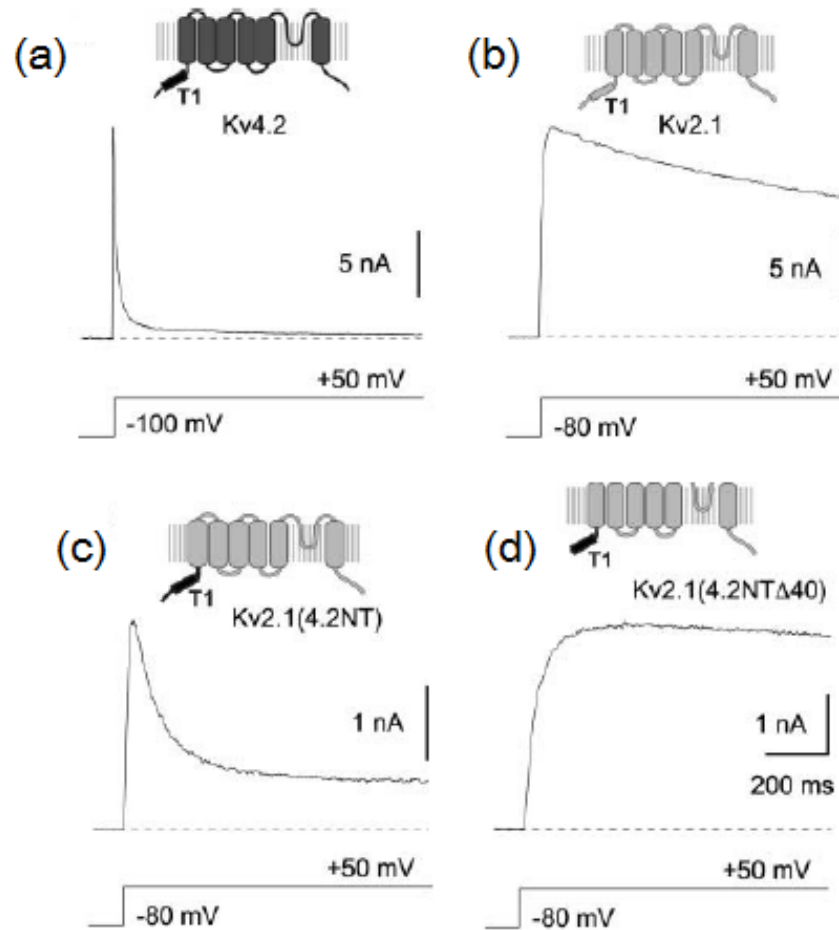 (a)
T1
Kv4.2
5 nA
+50 mV
-100 mV
(b)
T1
Kv2.1
5 nA
+50 mV
-80 mV
(c)
T1
Kv2.1(4.2NT)
1 nA
+50 mV
-80 mV
(d)
T1
Kv2.1(4.2NTΔ40)
1 nA
200 ms
+50 mV
-80 mV